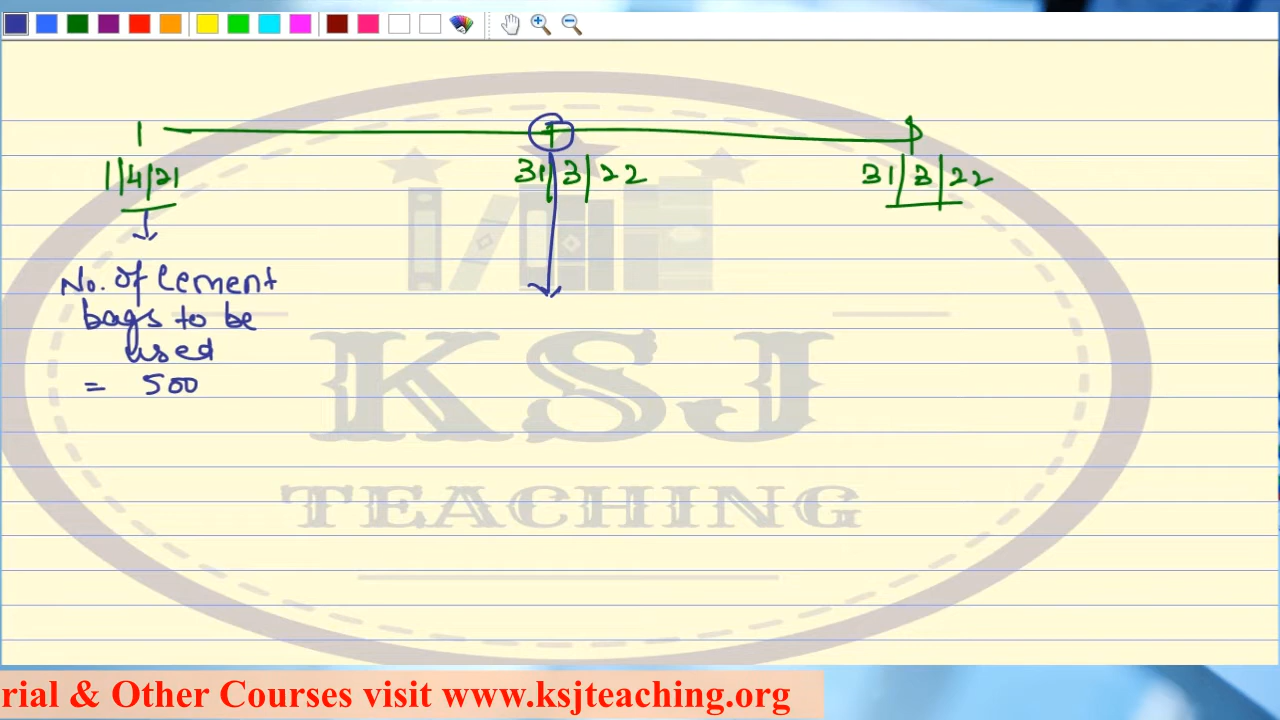 1|4|21 31|3|22 31|3|22
No. of Cement
bags to be
used
= 500
KSJ
TEACHING
rial & Other Courses visit www.ksjteaching.org